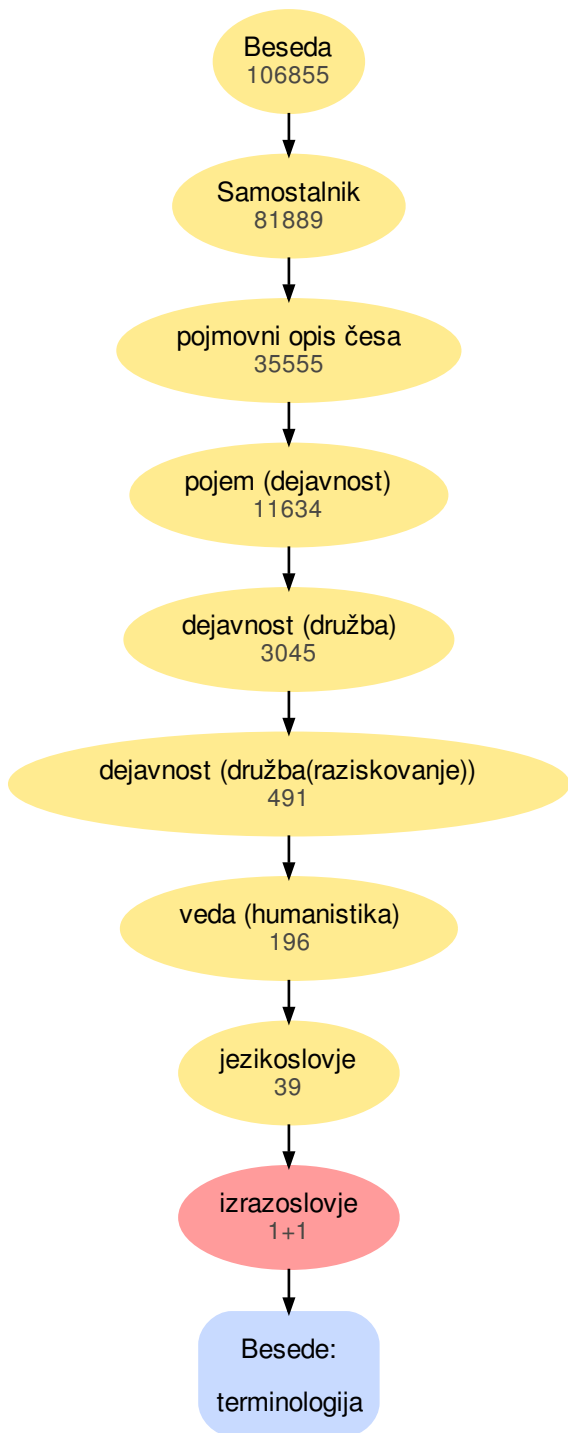 Beseda
106855
Samostalnik
81889
pojmovni opis česa
35555
pojem (dejavnost)
11634
dejavnost (družba)
3045
dejavnost (družba(raziskovanje))
491
veda (humanistika)
196
jezikoslovje
39
izrazoslovje
1+1
Besede:
terminologija